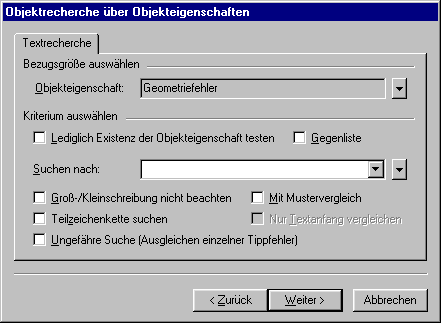 Objektrecherche über Objekteigenschaften
Textrecherche
Bezugsgröße auswählen
Objekteigenschaft: Geometriefehler
Kriterium auswählen
Lediglich Existenz der Objekteigenschaft testen Gegenliste
Suchen nach:
Groß-/Kleinschreibung nicht beachten Mit Mustervergleich
Teilzeichenkette suchen Nur Textanfang vergleichen
Ungefähre Suche (Ausgleichen einzelner Tippfehler)
< Zurück Weiter > Abbrechen